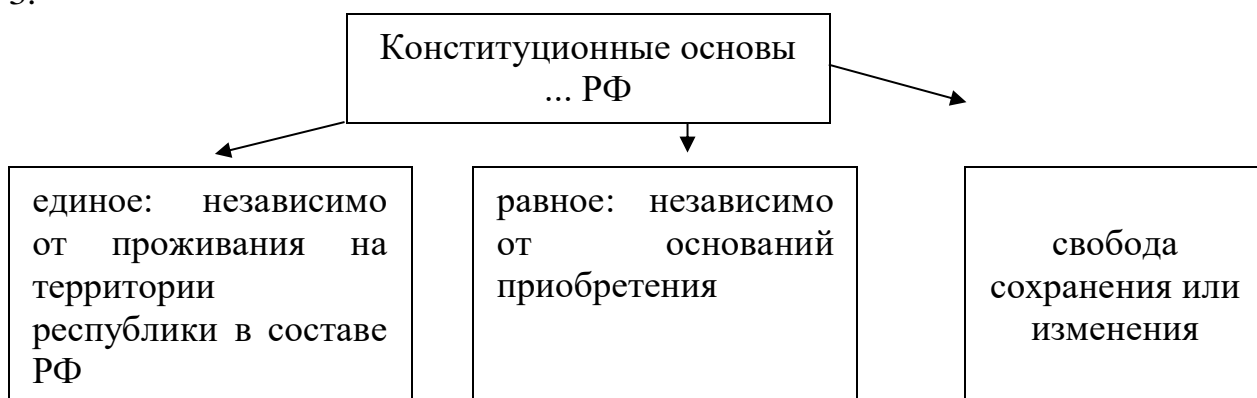 Конституционные основы
... РФ
единое: независимо
от проживания на
территории
республики в составе
РФ
равное: независимо
от оснований
приобретения
свобода
сохранения или
изменения